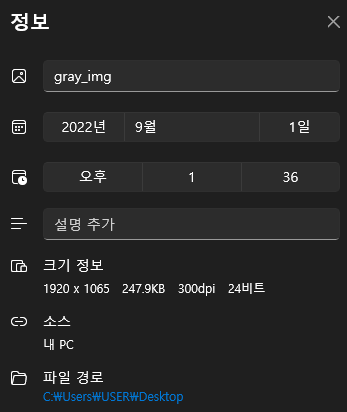 정보
gray_img
2022년 9월 1일
오후 1 36
설명 추가
크기 정보
1920 x 1065 247.9KB 300dpi 24비트
소스
내 PC
파일 경로
C:₩Users₩USER₩Desktop